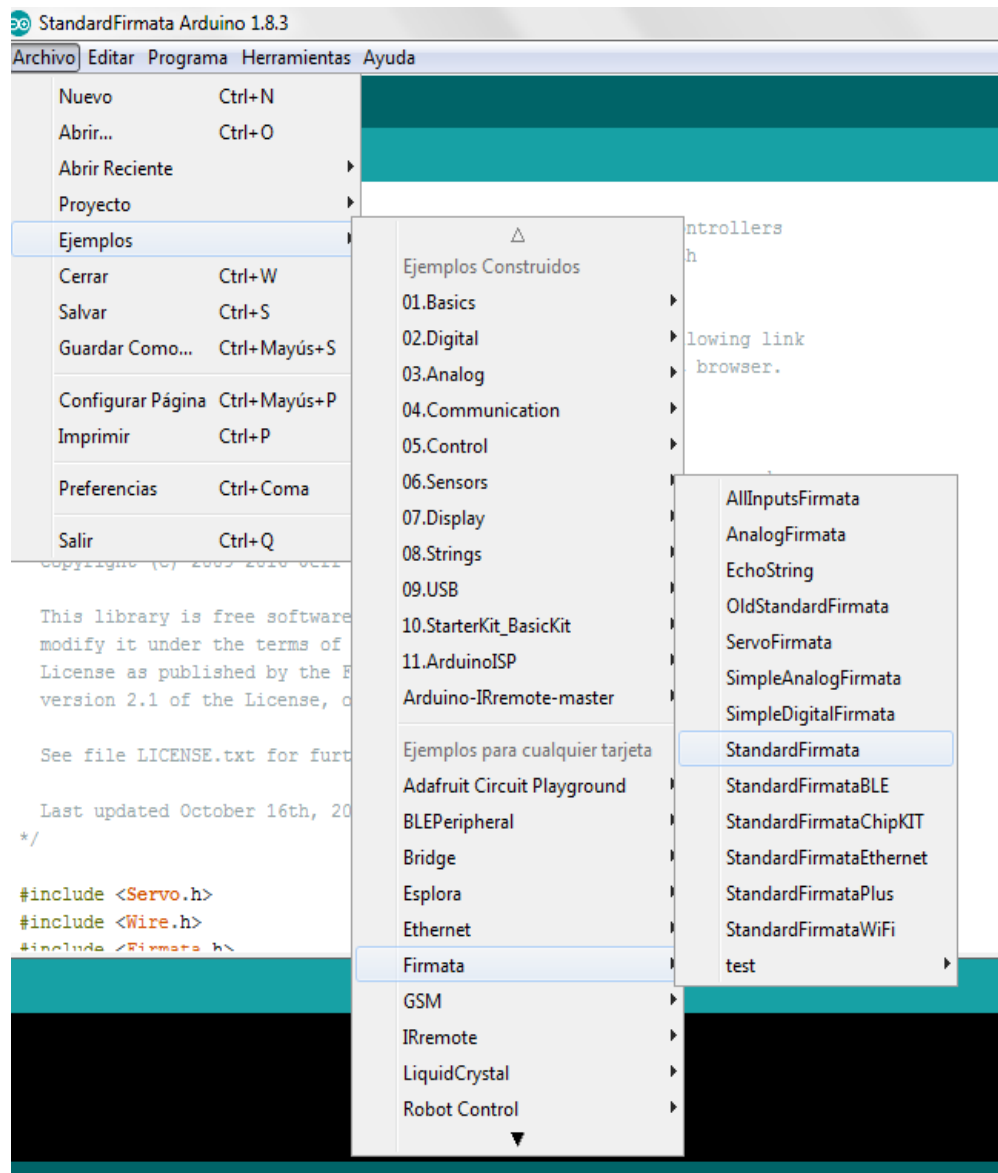 StandardFirmata Arduino 1.8.3
Archivo Editar Programa Herramientas Ayuda
Nuevo Ctrl+N
Abrir... Ctrl+O
Abrir Reciente
Proyecto
Ejemplos
Cerrar Ctrl+W
Salvar Ctrl+S
Guardar Como... Ctrl+Mayús+S
Configurar Página Ctrl+Mayús+P
Imprimir Ctrl+P
Preferencias Ctrl+Coma
Salir Ctrl+Q
Ejemplos Construidos
01.Basics
02.Digital
03.Analog
04.Communication
05.Control
06.Sensors
07.Display
08.Strings
09.USB
10.StarterKit_BasicKit
11.ArduinoISP
Arduino-IRremote-master
Ejemplos para cualquier tarjeta
Adafruit Circuit Playground
BLEPeripheral
Bridge
Esplora
Ethernet
Firmata
GSM
IRremote
LiquidCrystal
Robot Control
AllInputsFirmata
AnalogFirmata
EchoString
OldStandardFirmata
ServoFirmata
SimpleAnalogFirmata
SimpleDigitalFirmata
StandardFirmata
StandardFirmataBLE
StandardFirmataChipKIT
StandardFirmataEthernet
StandardFirmataPlus
StandardFirmataWiFi
test
ntrollers
h
lowing link
browser.
This library is free software
modify it under the terms of
License as published by the F
version 2.1 of the License, o
See file LICENSE.txt for furt
Last updated October 16th, 20
*/
#include <Servo.h>
#include <Wire.h>
#include <Firmata.h>